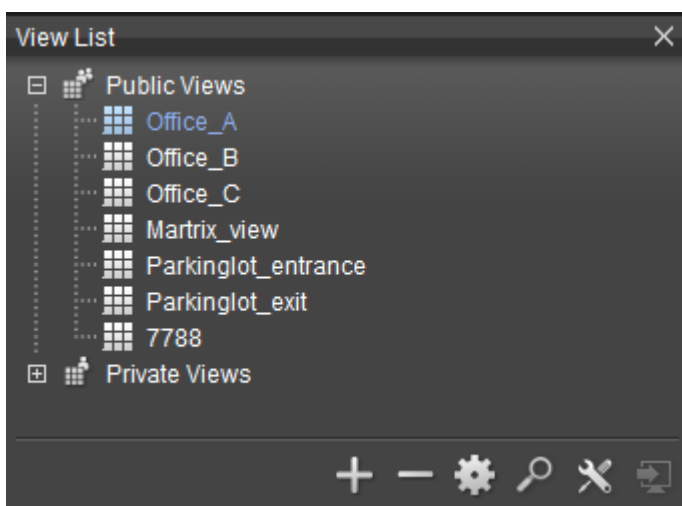 View List
Public Views
Office_A
Office_B
Office_C
Martrix_view
Parkinglot_entrance
Parkinglot_exit
7788
Private Views